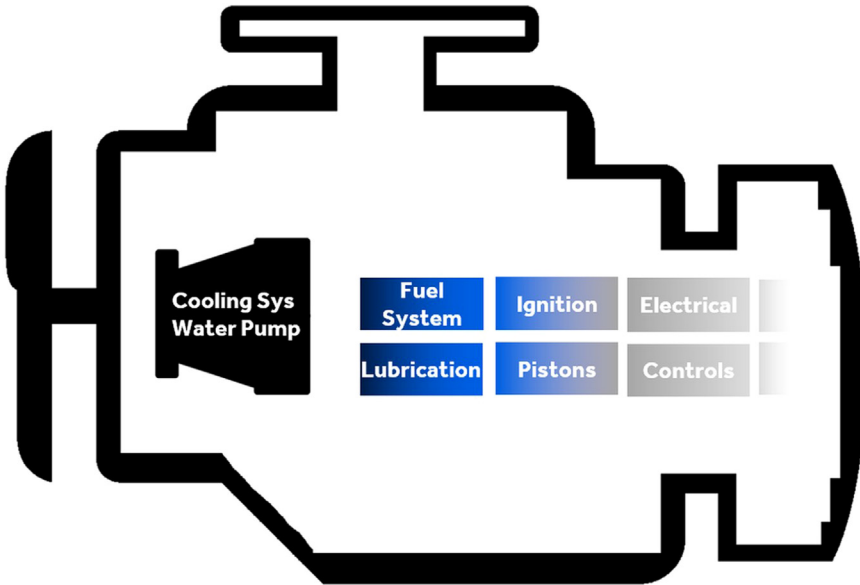 Cooling Sys
Water Pump
Fuel
System
Ignition
Electrical
Lubrication
Pistons
Controls